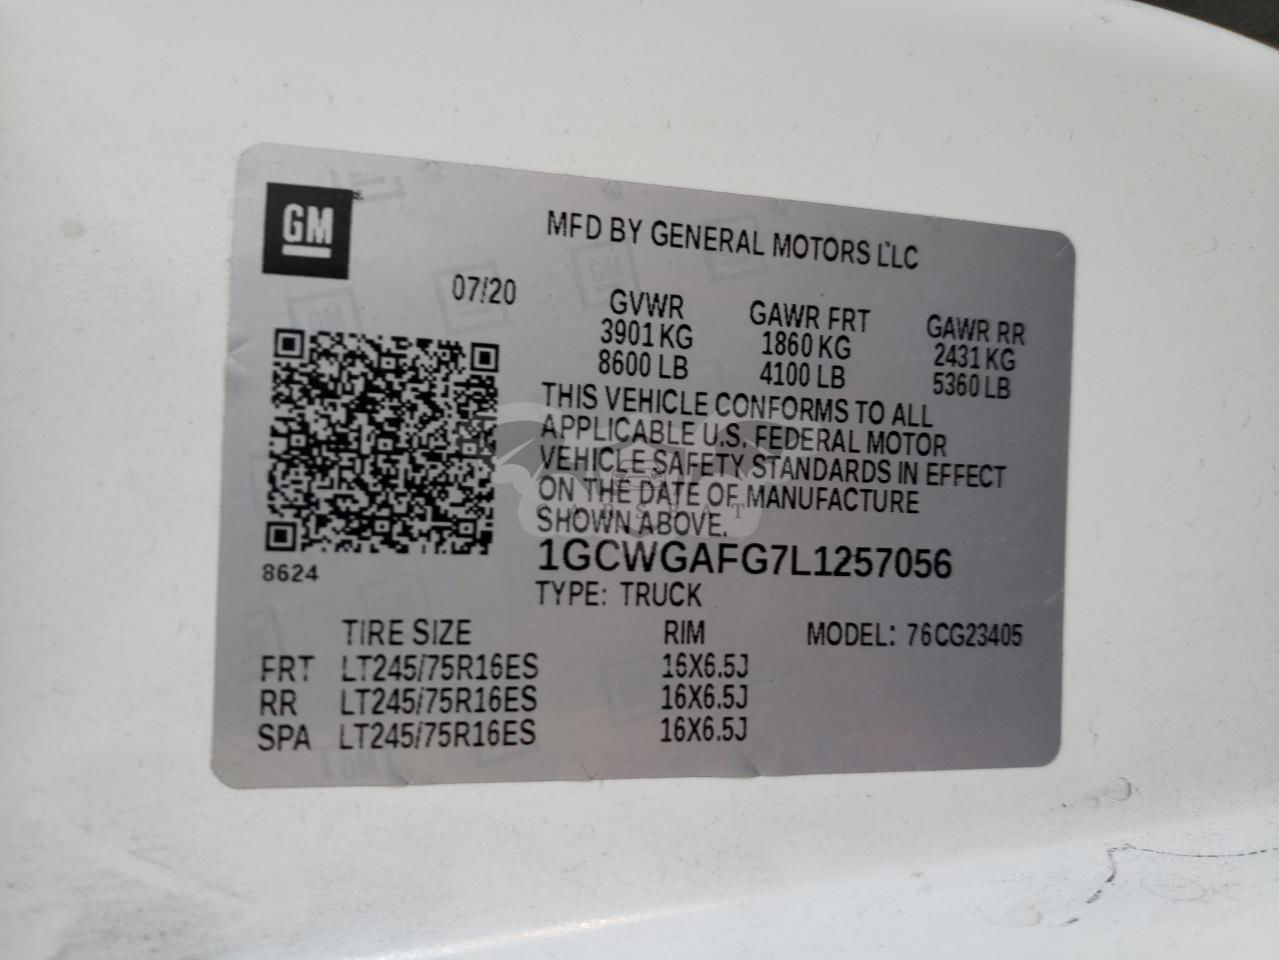 GM
MFD BY GENERAL MOTORS LLC
07/20
GVWR GAWR FRT GAWR RR
3901 KG 1860 KG 2431 KG
8600 LB 4100 LB 5360 LB
THIS VEHICLE CONFORMS TO ALL
APPLICABLE U.S. FEDERAL MOTOR
VEHICLE SAFETY STANDARDS IN EFFECT
ON THE DATE OF MANUFACTURE
SHOWN ABOVE.
1GCWGAFG7L1257056
8624
TYPE: TRUCK
TIRE SIZE RIM MODEL: 76CG23405
FRT LT245/75R16ES 16X6.5J
RR LT245/75R16ES 16X6.5J
SPA LT245/75R16ES 16X6.5J